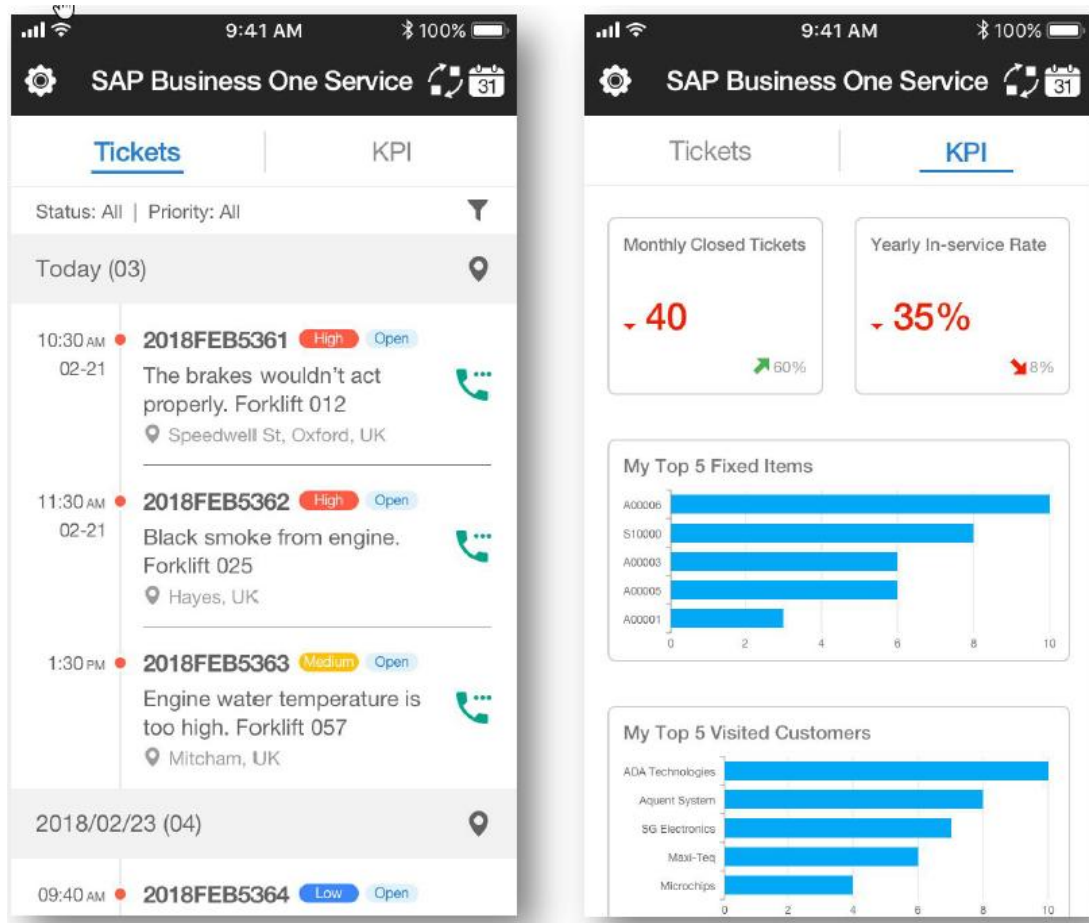 9:41 AM 100%
SAP Business One Service 31
Tickets KPI
Status: All | Priority: All
Today (03)
10:30 AM 2018FEB5361 High Open
02-21
The brakes wouldn't act
properly. Forklift 012
Speedwell St, Oxford, UK
11:30 AM 2018FEB5362 High Open
02-21
Black smoke from engine.
Forklift 025
Hayes, UK
1:30 PM 2018FEB5363 Medium Open
Engine water temperature is
too high. Forklift 057
Mitcham, UK
2018/02/23 (04)
09:40 AM 2018FEB5364 Low Open
9:41 AM 100%
SAP Business One Service 31
Tickets KPI
Monthly Closed Tickets
40
60%
Yearly In-service Rate
35%
8%
My Top 5 Fixed Items
A00006
S10000
A00003
A00005
A00001
0 2 4 6 8 10
My Top 5 Visited Customers
ADA Technologies
Aquent System
SG Electronics
Maxi-Teq
Microchips
0 2 4 6 8 10